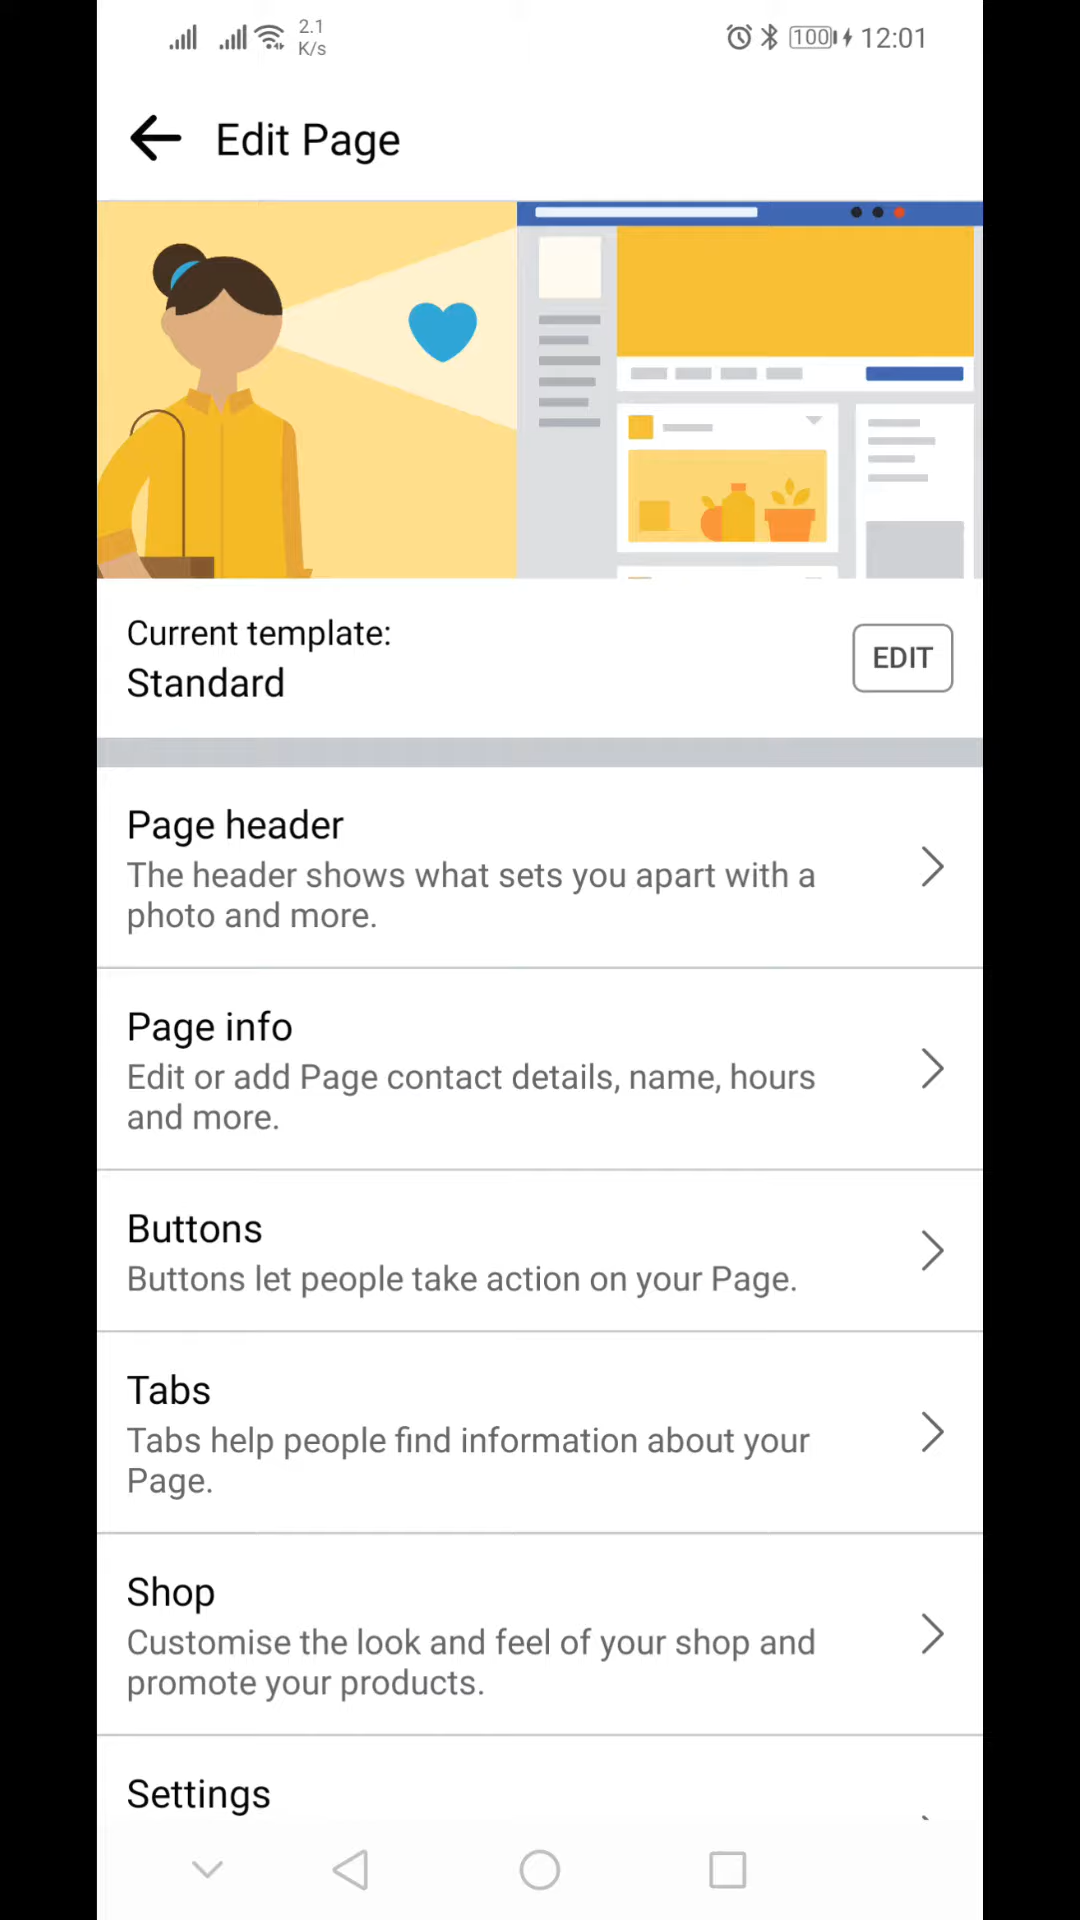 2.1
K/s
100
12:01
Edit Page
Current template:
Standard
EDIT
Page header
The header shows what sets you apart with a
photo and more.
Page info
Edit or add Page contact details, name, hours
and more.
Buttons
Buttons let people take action on your Page.
Tabs
Tabs help people find information about your
Page.
Shop
Customise the look and feel of your shop and
promote your products.
Settings